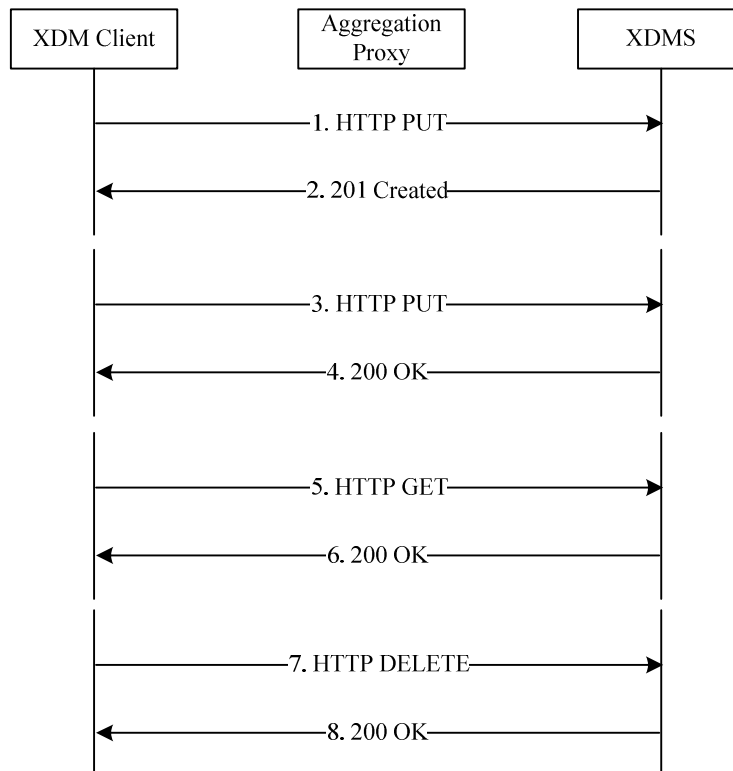 XDM Client
Aggregation
Proxy
XDMS
1. HTTP PUT
2. 201 Created
3. HTTP PUT
4. 200 OK
5. HTTP GET
6. 200 OK
7. HTTP DELETE
8. 200 OK